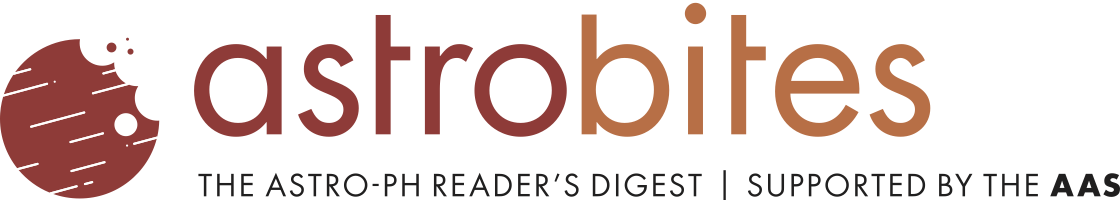 astrobites
THE ASTRO-PH READER'S DIGEST | SUPPORTED BY THE AAS